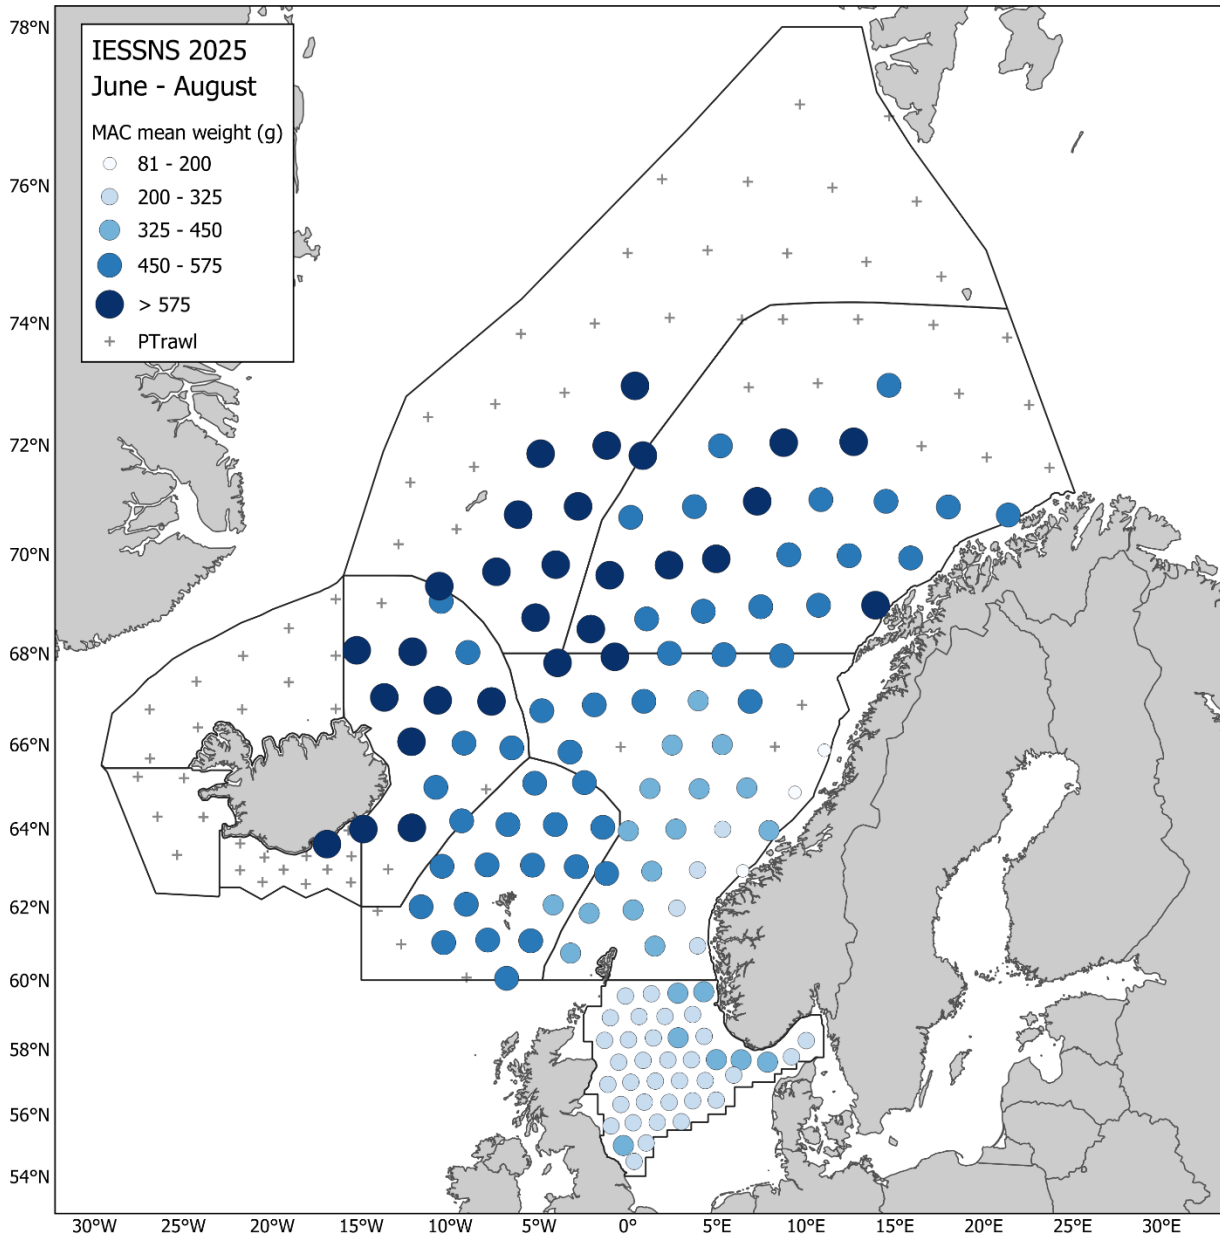 IESSNS 2025
June - August
MAC mean weight (g)
81 - 200
200 - 325
325 - 450
450 - 575
> 575
PTrawl
78°N
76°N
74°N
72°N
70°N
68°N
66°N
64°N
62°N
60°N
58°N
56°N
54°N
30°W 25°W 20°W 15°W 10°W 5°W 0° 5°E 10°E 15°E 20°E 25°E 30°E